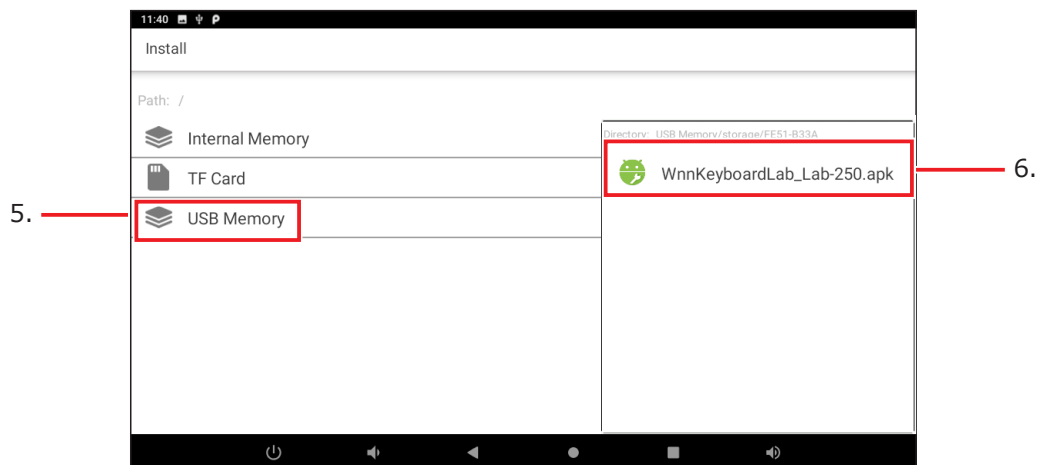 11:40
Install
Path: /
Internal Memory
TF Card
USB Memory
Directory: USB Memory/storage/FE51-B33A
WnnKeyboardLab_Lab-250.apk
5.
6.